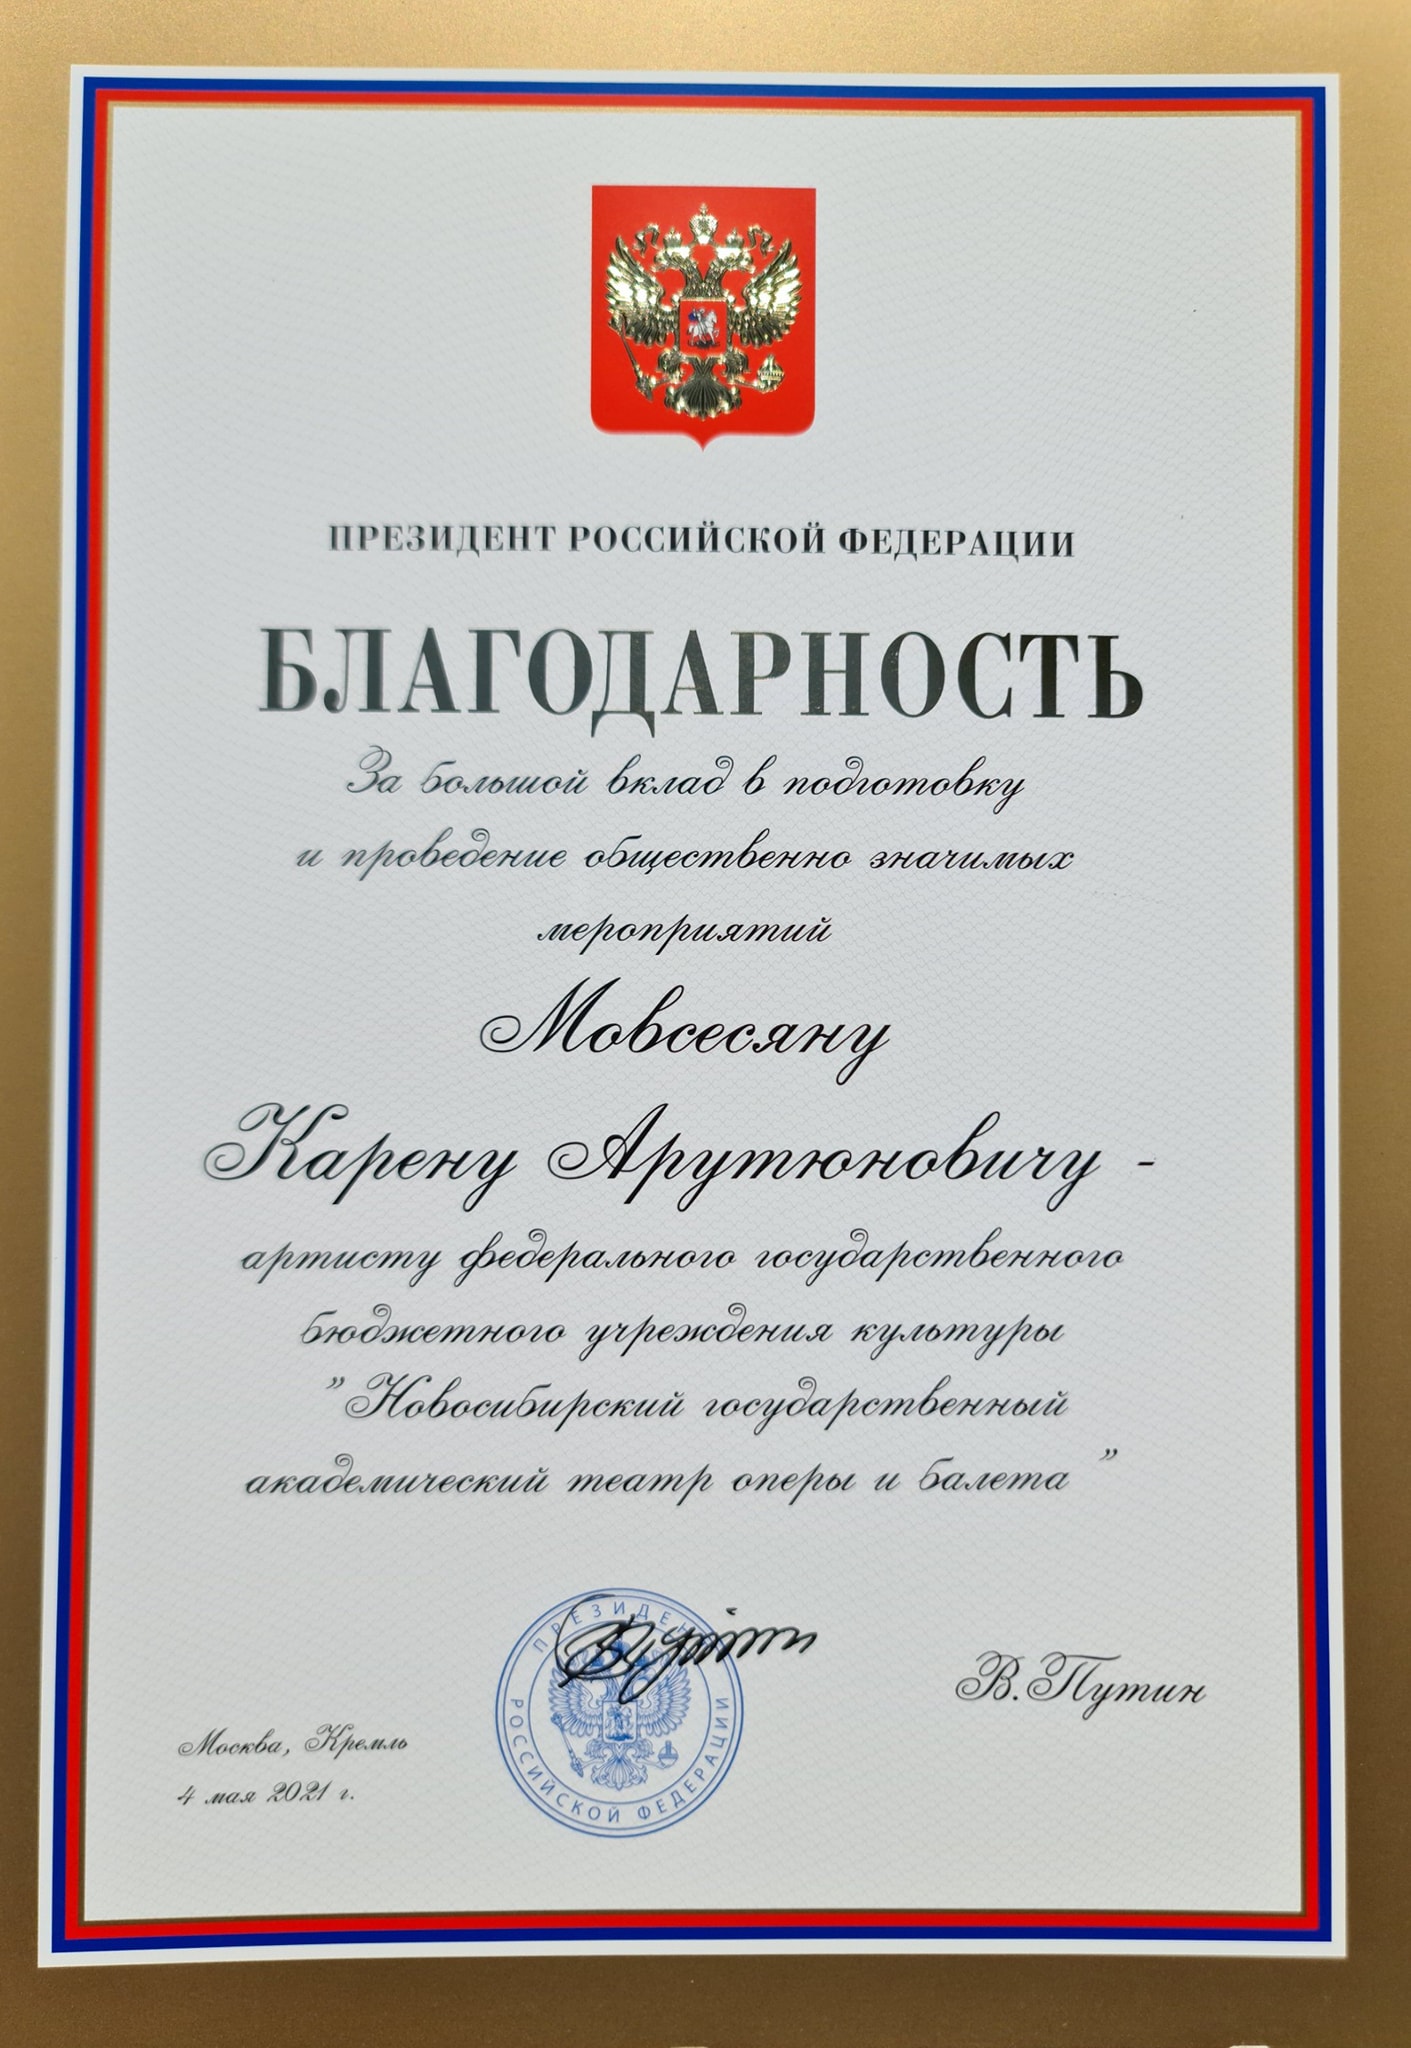 ПРЕЗИДЕНТ РОССИЙСКОЙ ФЕДЕРАЦИИ
БЛАГОДАРНОСТЬ
За большой вклад в подготовку
и проведение общественно значимых
мероприятий
Мовсесяну
Карену Арутюновичу -
артисту федерального государственного
бюджетного учреждения культуры
"Новосибирский государственный
академический театр оперы и балета"
ПРЕЗИДЕНТ
РОССИЙСКОЙ ФЕДЕРАЦИИ
В.Путин
Москва, Кремль
4 мая 2021 г.